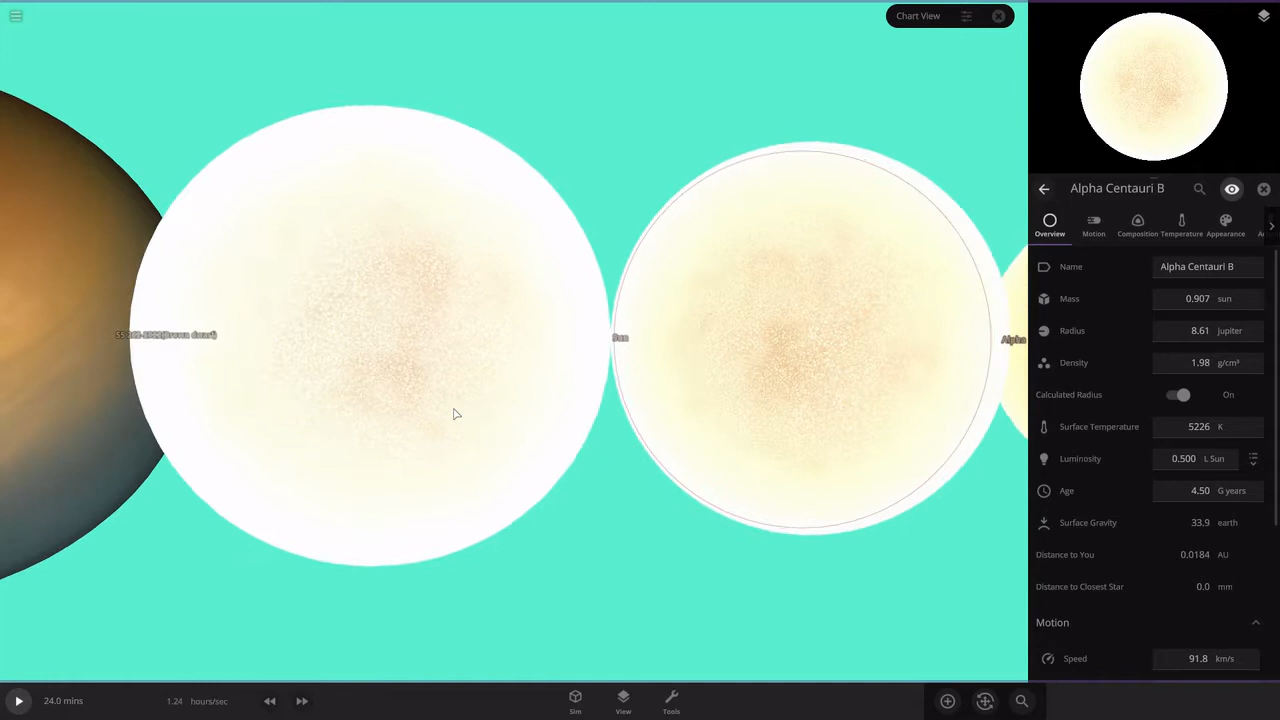 Chart View
Sun
Alpha
Alpha Centauri B
Overview
Motion
Composition
Temperature
Appearance
Name
Alpha Centauri B
Mass
0.907 sun
Radius
8.61 jupiter
Density
1.98 g/cm³
Calculated Radius
On
Surface Temperature
5226 K
Luminosity
0.500 L Sun
Age
4.50 G years
Surface Gravity
33.9 earth
Distance to You
0.0184 AU
Distance to Closest Star
0.0 mm
Motion
Speed
91.8 km/s
24.0 mins
1.24 hours/sec
Sim
View
Tools